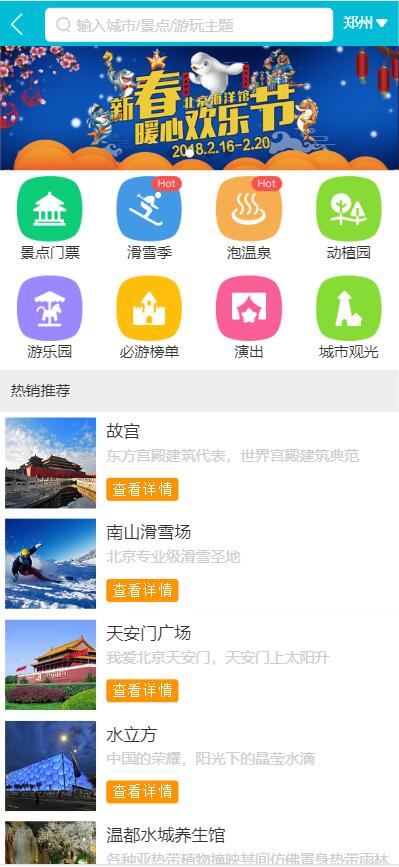 输入城市/景点/游玩主题
郑州
新春
北京海洋馆
暖心欢乐节
2018.2.16-2.20
Hot
Hot
景点门票
滑雪季
泡温泉
动植园
游乐园
必游榜单
演出
城市观光
热销推荐
故宫
东方宫殿建筑代表，世界宫殿建筑典范
查看详情
南山滑雪场
北京专业级滑雪圣地
查看详情
天安门广场
我爱北京天安门，天安门上太阳升
查看详情
水立方
中国的荣耀，阳光下的晶莹水滴
查看详情
温都水城养生馆
各种亚热带植物掩映其间仿佛置身热带雨林